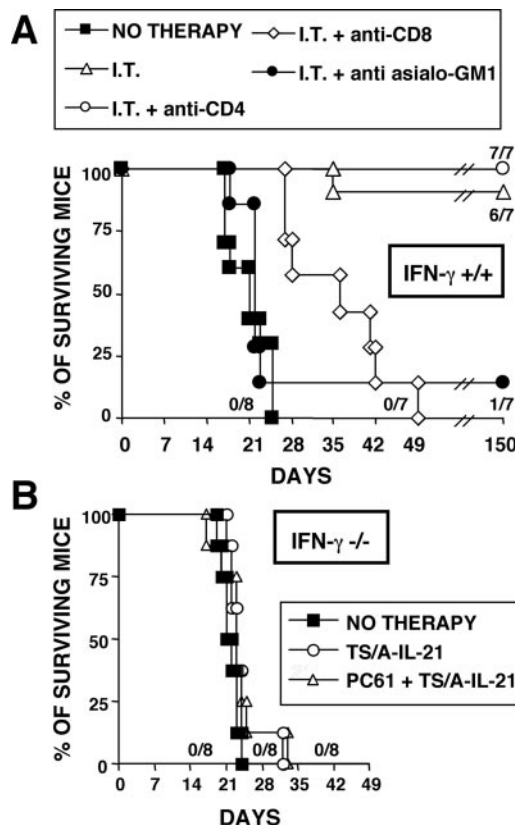 A
NO THERAPY
I.T. + anti-CD8
I.T.
I.T. + anti asialo-GM1
I.T. + anti-CD4
% OF SURVIVING MICE
100
75
50
25
0
7/7
6/7
IFN-γ +/+
0/8
0/7
1/7
0 7 14 21 28 35 42 49 150
DAYS
B
% OF SURVIVING MICE
100
75
50
25
0
IFN-γ -/-
NO THERAPY
TS/A-IL-21
PC61 + TS/A-IL-21
0/8 0/8 0/8
0 7 15 21 28 35 42 49
DAYS